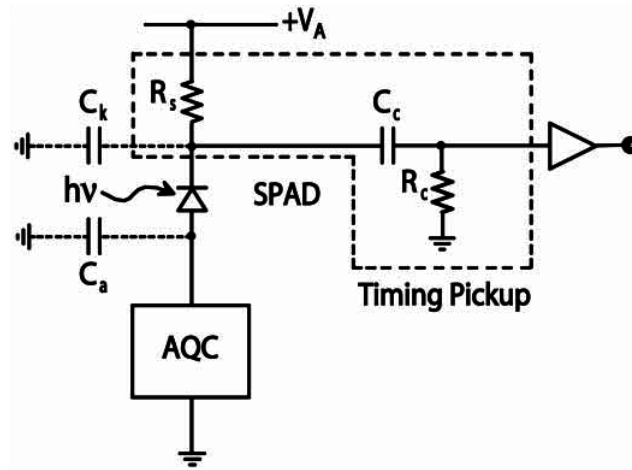 +V_A
R_s
C_k
C_c
hν
SPAD
R_c
C_a
Timing Pickup
AQC